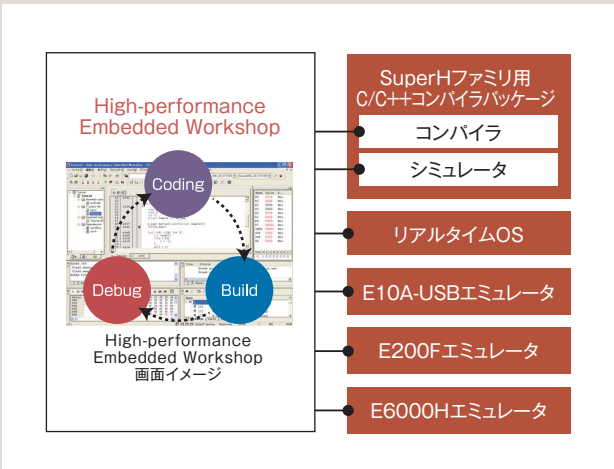 High-performance
Embedded Workshop
Coding
Debug
Build
High-performance
Embedded Workshop
画面イメージ
SuperHファミリ用
C/C++コンパイラパッケージ
コンパイラ
シミュレータ
リアルタイムOS
E10A-USBエミュレータ
E200Fエミュレータ
E6000Hエミュレータ